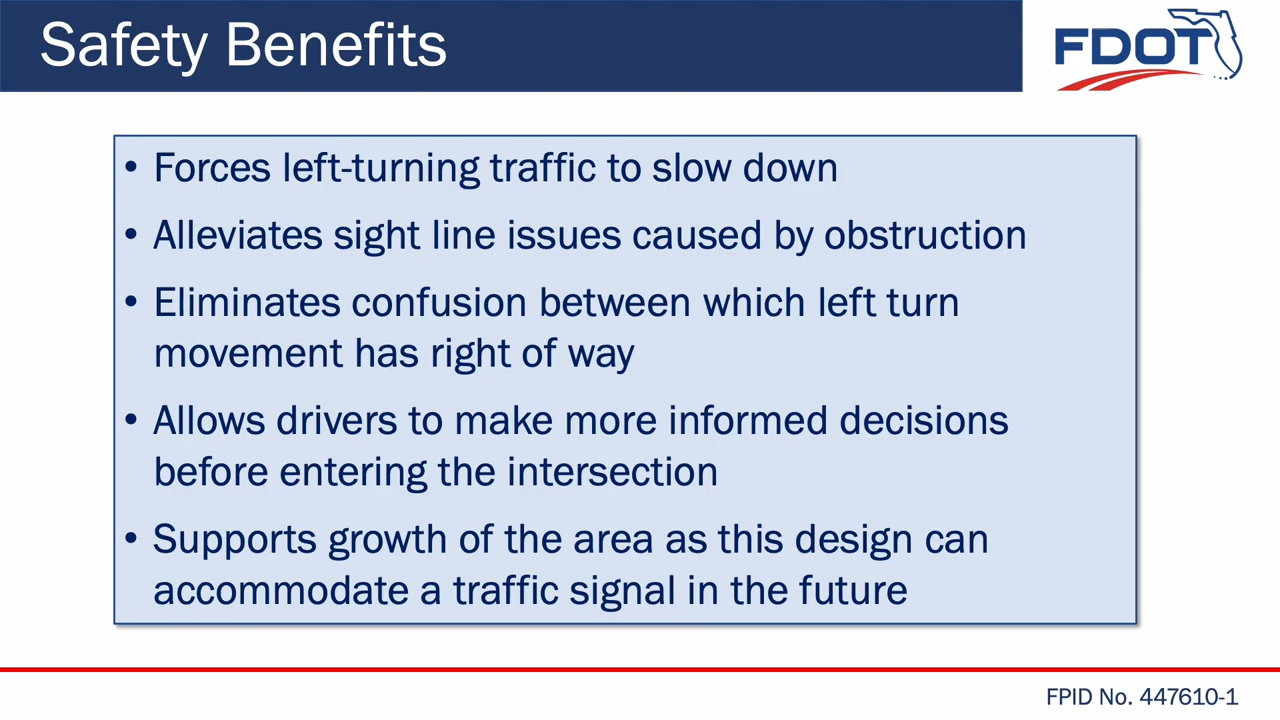 Safety Benefits
FDOT
• Forces left-turning traffic to slow down
• Alleviates sight line issues caused by obstruction
• Eliminates confusion between which left turn
movement has right of way
• Allows drivers to make more informed decisions
before entering the intersection
• Supports growth of the area as this design can
accommodate a traffic signal in the future
FPID No. 447610-1